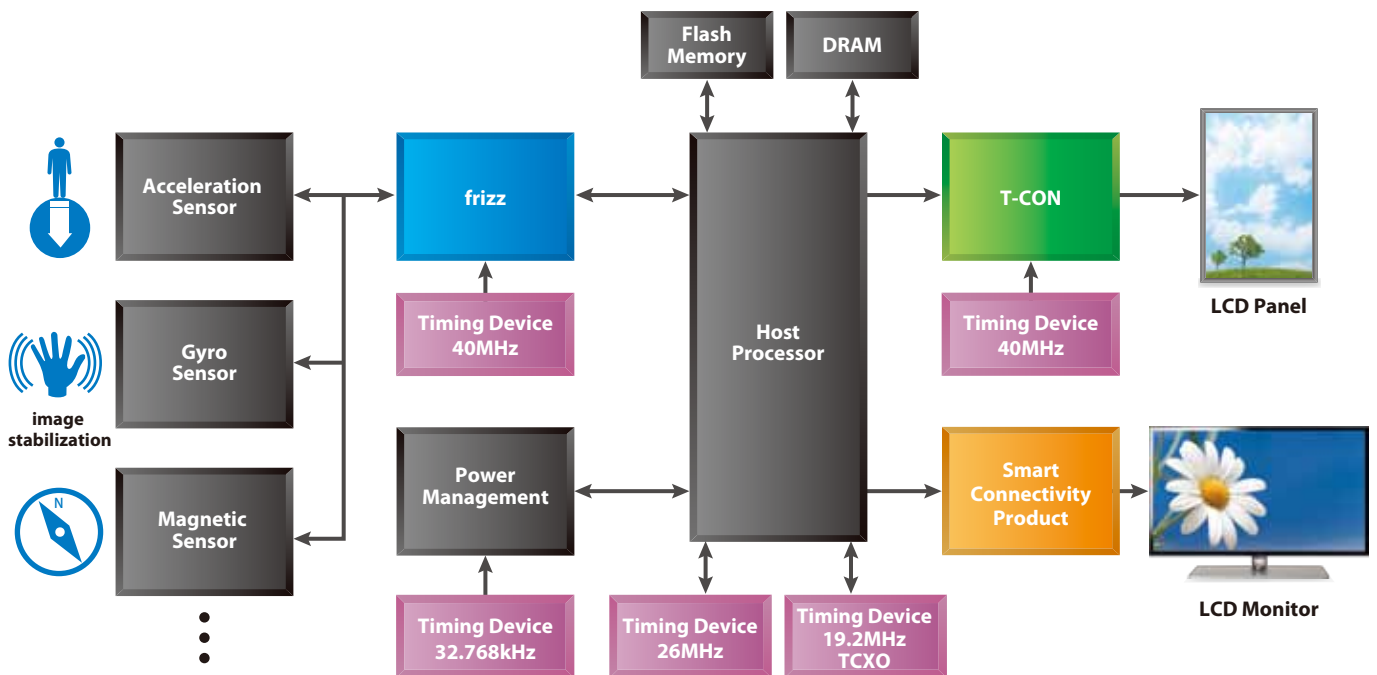 Flash
Memory
DRAM
Acceleration
Sensor
frizz
T-CON
LCD Panel
Timing Device
40MHz
Host
Processor
Timing Device
40MHz
Gyro
Sensor
image
stabilization
Power
Management
Smart
Connectivity
Product
N
Magnetic
Sensor
LCD Monitor
Timing Device
32.768kHz
Timing Device
26MHz
Timing Device
19.2MHz
TCXO